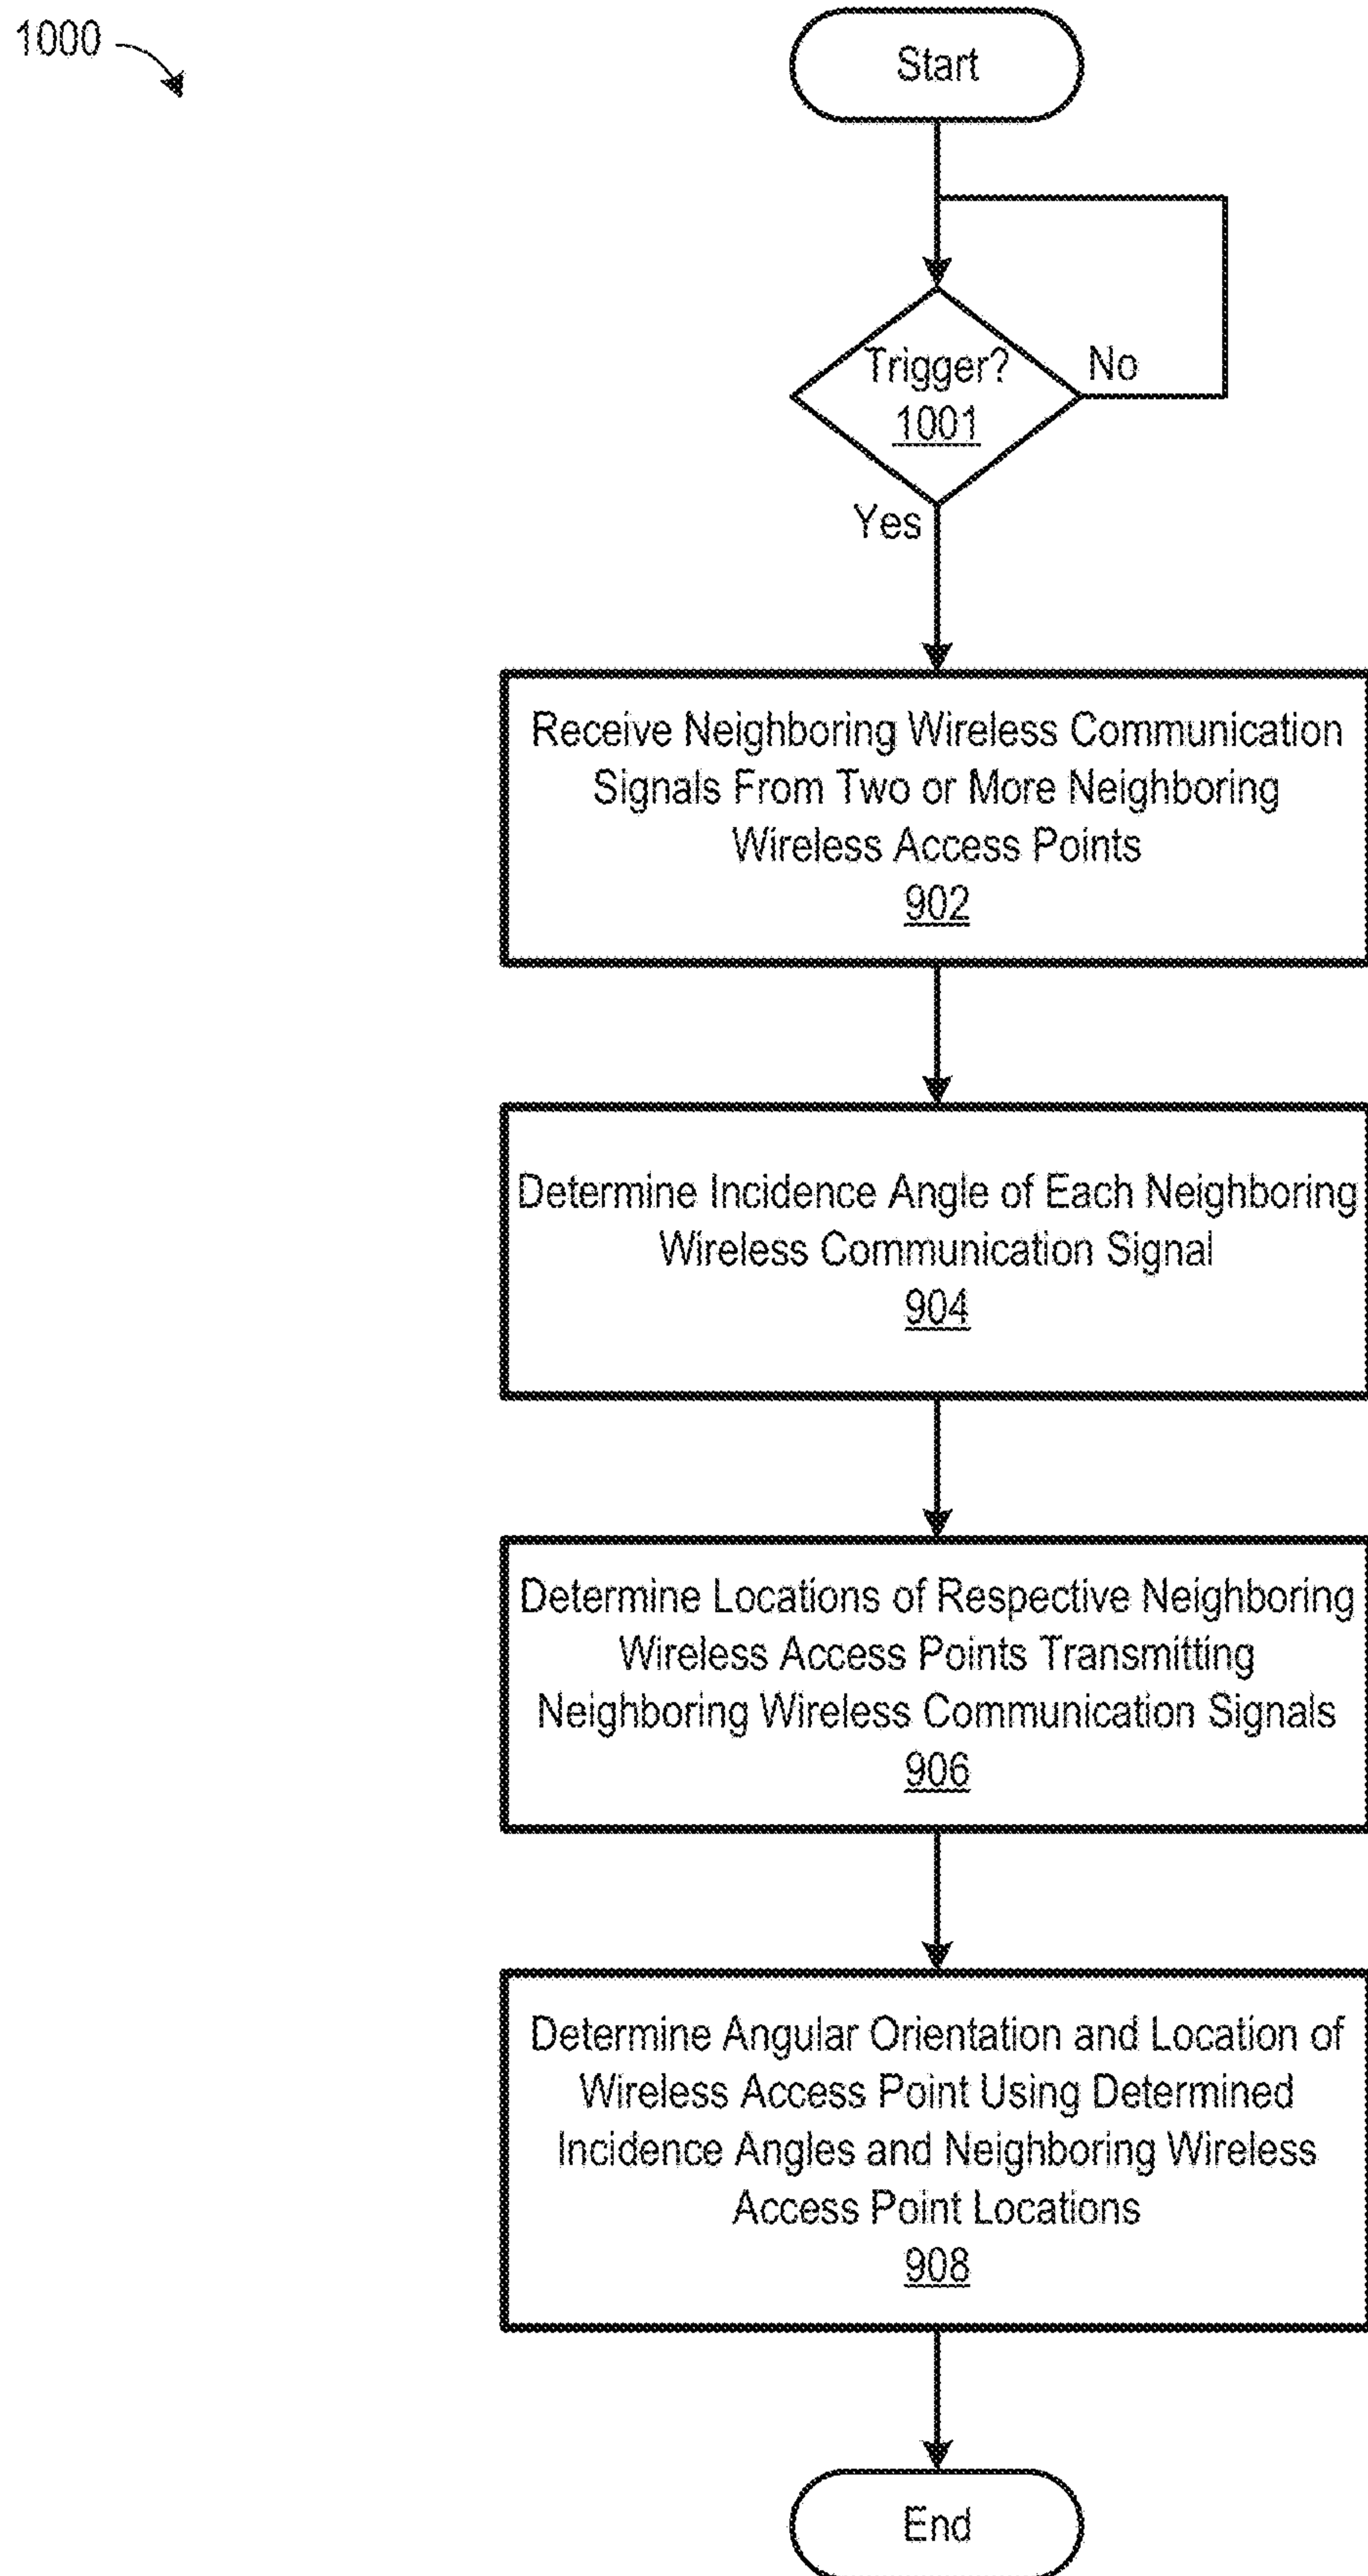 1000
Start
Trigger?
1001
No
Yes
Receive Neighboring Wireless Communication
Signals From Two or More Neighboring
Wireless Access Points
902
Determine Incidence Angle of Each Neighboring
Wireless Communication Signal
904
Determine Locations of Respective Neighboring
Wireless Access Points Transmitting
Neighboring Wireless Communication Signals
906
Determine Angular Orientation and Location of
Wireless Access Point Using Determined
Incidence Angles and Neighboring Wireless
Access Point Locations
908
End